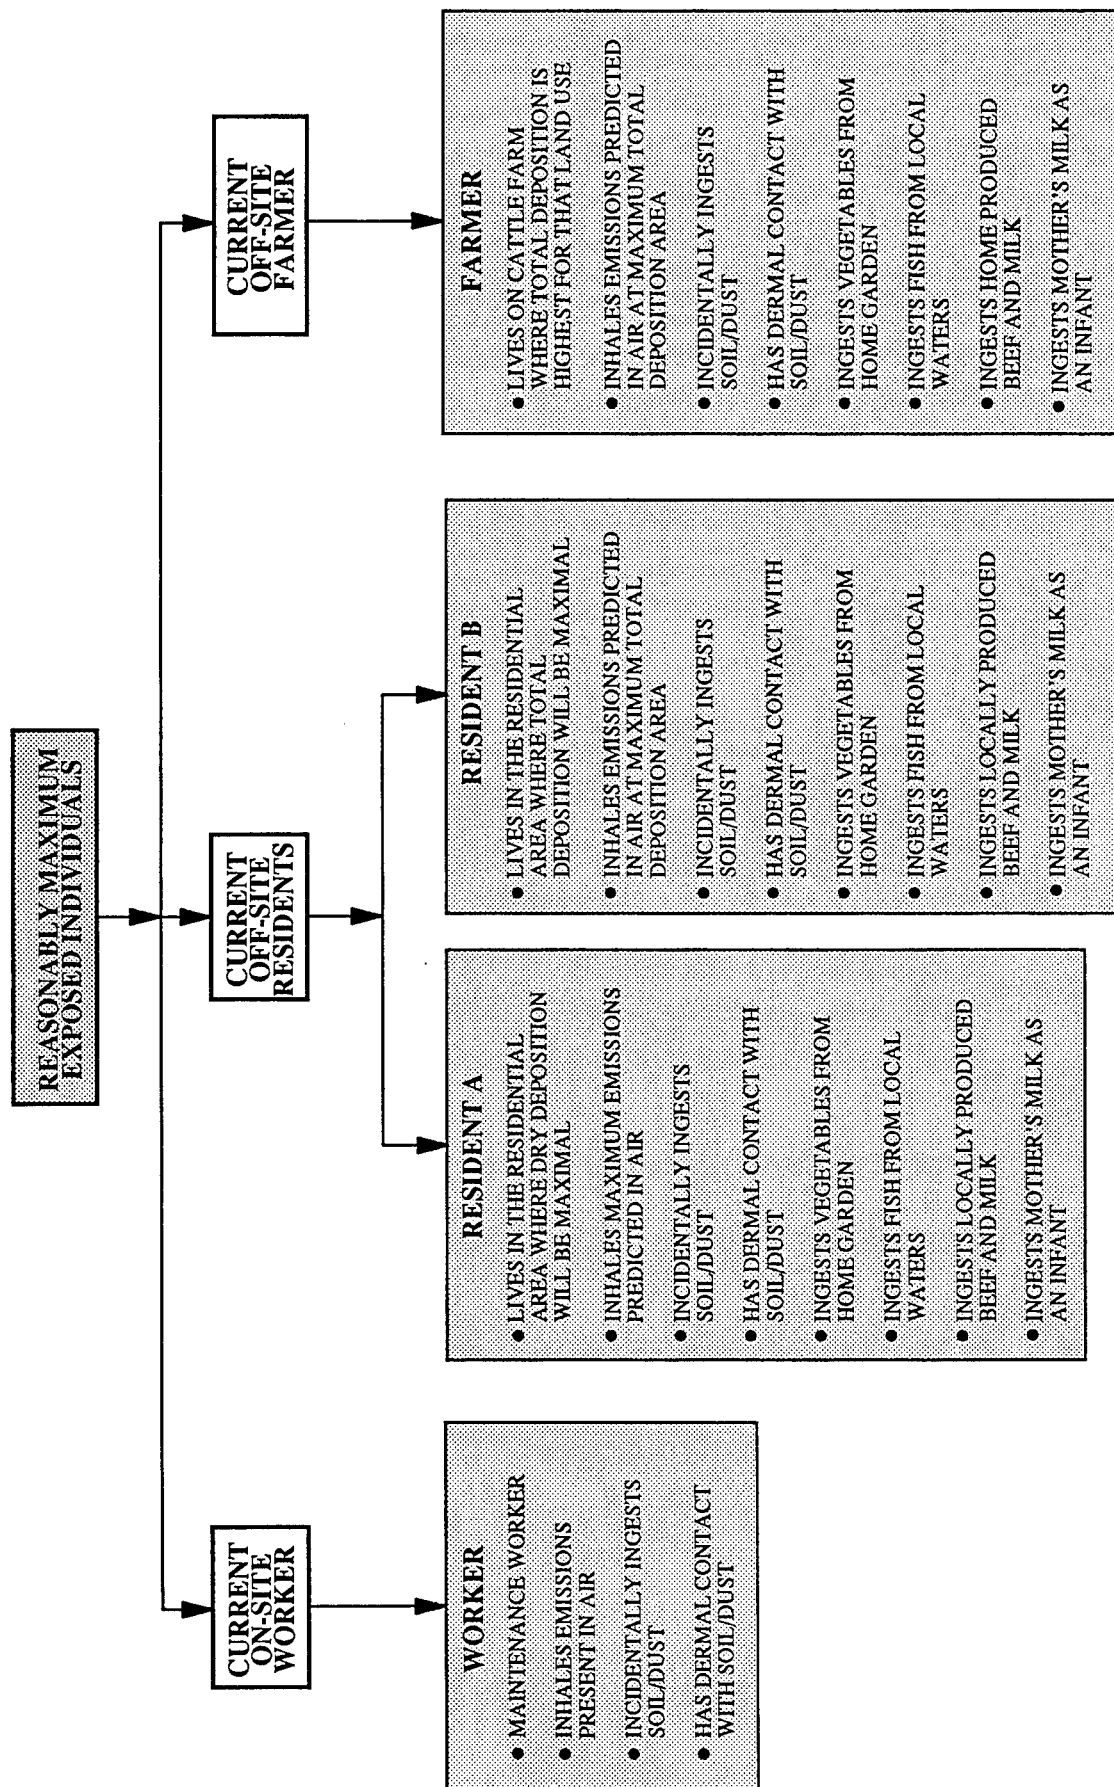 REASONABLY MAXIMUM
EXPOSED INDIVIDUALS
CURRENT
ON-SITE
WORKER
CURRENT
OFF-SITE
RESIDENTS
CURRENT
OFF-SITE
FARMER
WORKER
● MAINTENANCE WORKER
● INHALES EMISSIONS
PRESENT IN AIR
● INCIDENTALLY INGESTS
SOIL/DUST
● HAS DERMAL CONTACT
WITH SOIL/DUST
RESIDENT A
● LIVES IN THE RESIDENTIAL
AREA WHERE DRY DEPOSITION
WILL BE MAXIMAL
● INHALES MAXIMUM EMISSIONS
PREDICTED IN AIR
● INCIDENTALLY INGESTS
SOIL/DUST
● HAS DERMAL CONTACT WITH
SOIL/DUST
● INGESTS VEGETABLES FROM
HOME GARDEN
● INGESTS FISH FROM LOCAL
WATERS
● INGESTS LOCALLY PRODUCED
BEEF AND MILK
● INGESTS MOTHER'S MILK AS
AN INFANT
RESIDENT B
● LIVES IN THE RESIDENTIAL
AREA WHERE TOTAL
DEPOSITION WILL BE MAXIMAL
● INHALES EMISSIONS PREDICTED
IN AIR AT MAXIMUM TOTAL
DEPOSITION AREA
● INCIDENTALLY INGESTS
SOIL/DUST
● HAS DERMAL CONTACT WITH
SOIL/DUST
● INGESTS VEGETABLES FROM
HOME GARDEN
● INGESTS FISH FROM LOCAL
WATERS
● INGESTS LOCALLY PRODUCED
BEEF AND MILK
● INGESTS MOTHER'S MILK AS
AN INFANT
FARMER
● LIVES ON CATTLE FARM
WHERE TOTAL DEPOSITION IS
HIGHEST FOR THAT LAND USE
● INHALES EMISSIONS PREDICTED
IN AIR AT MAXIMUM TOTAL
DEPOSITION AREA
● INCIDENTALLY INGESTS
SOIL/DUST
● HAS DERMAL CONTACT WITH
SOIL/DUST
● INGESTS VEGETABLES FROM
HOME GARDEN
● INGESTS FISH FROM LOCAL
WATERS
● INGESTS HOME PRODUCED
BEEF AND MILK
● INGESTS MOTHER'S MILK AS
AN INFANT